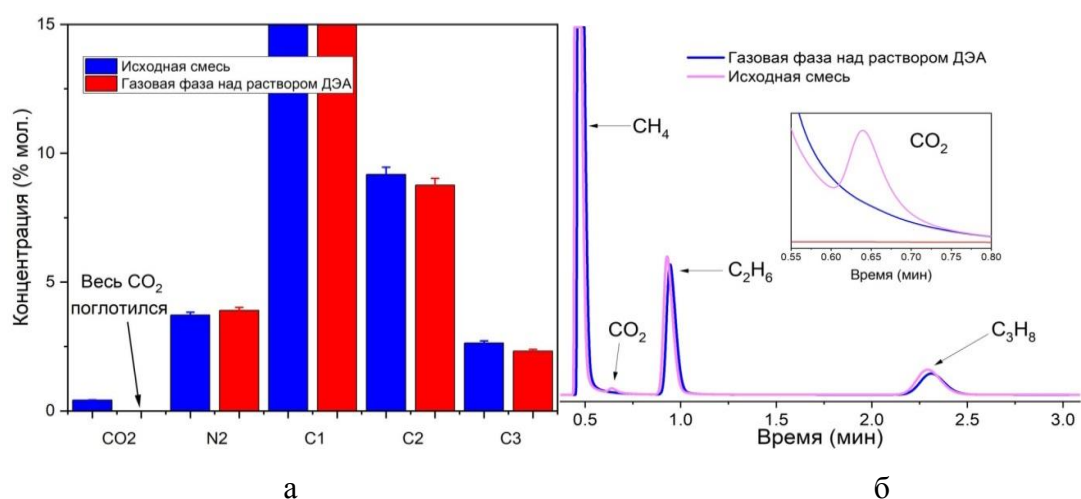 15
10
5
0
Концентрация (% мол.)
Исходная смесь
Газовая фаза над раствором ДЭА
Весь CO2
поглотился
CO2 N2 C1 C2 C3
а
Газовая фаза над раствором ДЭА
Исходная смесь
CH4
CO2
C2H6
C3H8
CO2
0.55 0.60 0.65 0.70 0.75 0.80
Время (мин)
0.5 1.0 1.5 2.0 2.5 3.0
Время (мин)
б